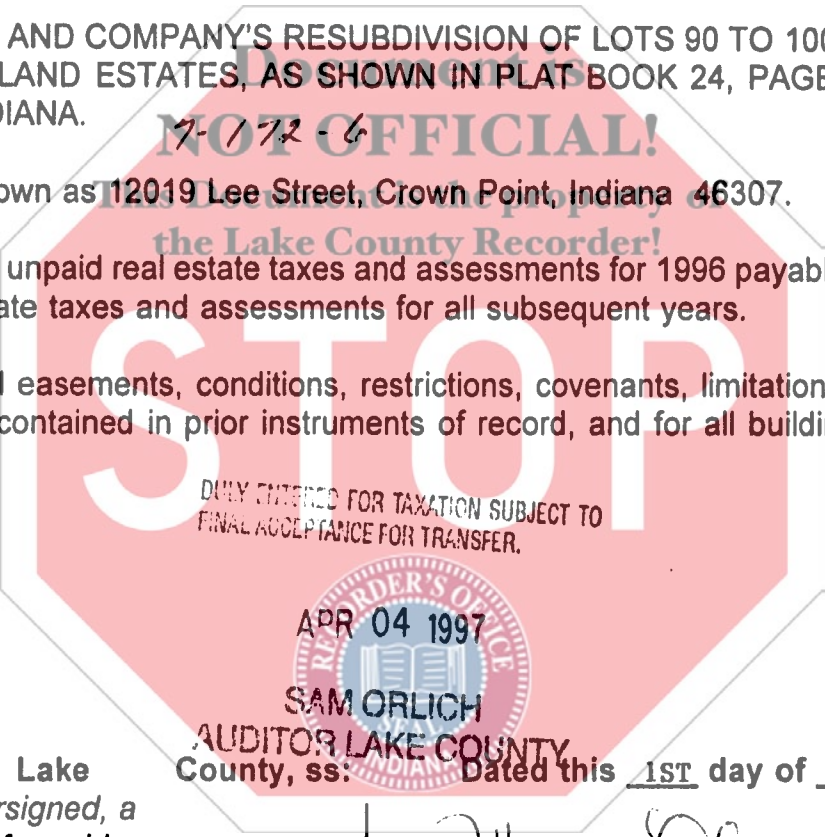 AND COMPANY'S RESUBDIVISION OF LOTS 90 TO 100
LAND ESTATES, AS SHOWN IN PLAT BOOK 24, PAGE
DIANA.
7-172-6
Document is
NOT OFFICIAL!
own as 12019 Lee Street, Crown Point, Indiana 46307.
This Document is the property of
the Lake County Recorder!
unpaid real estate taxes and assessments for 1996 payabl
ate taxes and assessments for all subsequent years.
STOP
easements, conditions, restrictions, covenants, limitation
contained in prior instruments of record, and for all buildi
DULY ENTERED FOR TAXATION SUBJECT TO
FINAL ACCEPTANCE FOR TRANSFER.
RECORDER'S OFFICE
APR 04 1997
SAM ORLICH
SEAL
AUDITOR LAKE COUNTY
INDIANA
Lake County, ss: Dated this 1ST day of
rsigned, a